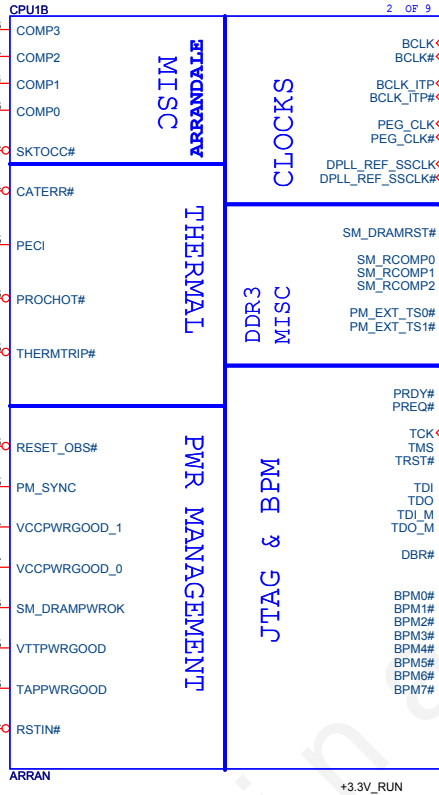 CPU1B
2 OF 9
COMP3
COMP2
COMP1
COMP0
SKTOCC#
MISC
ARRANDALE
CATERR#
PECI
PROCHOT#
THERMTRIP#
THERMAL
RESET_OBS#
PM_SYNC
VCCPWRGOOD_1
VCCPWRGOOD_0
SM_DRAMPWROK
VTTPWRGOOD
TAPPWRGOOD
RSTIN#
PWR MANAGEMENT
CLOCKS
BCLK
BCLK#
BCLK_ITP
BCLK_ITP#
PEG_CLK
PEG_CLK#
DPLL_REF_SSCLK
DPLL_REF_SSCLK#
DDR3
MISC
SM_DRAMRST#
SM_RCOMP0
SM_RCOMP1
SM_RCOMP2
PM_EXT_TS0#
PM_EXT_TS1#
JTAG & BPM
PRDY#
PREQ#
TCK
TMS
TRST#
TDI
TDO
TDI_M
TDO_M
DBR#
BPM0#
BPM1#
BPM2#
BPM3#
BPM4#
BPM5#
BPM6#
BPM7#
ARRAN
+3.3V_RUN